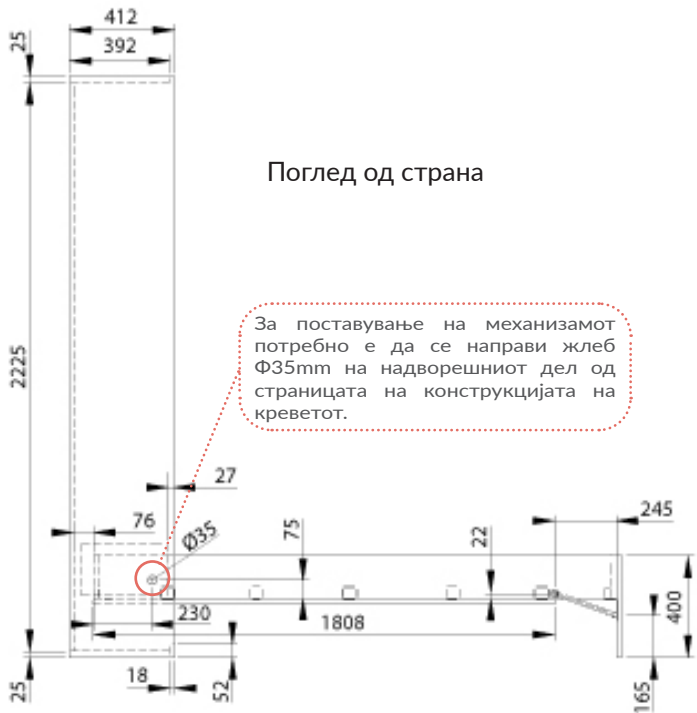 412
25
392
Поглед од страна
За поставување на механизамот
потребно е да се направи жлеб
Ф35mm на надворешниот дел од
страницата на конструкцијата на
креветот.
2225
27
76
Ø35
75
22
245
230
1808
400
25
18
52
165